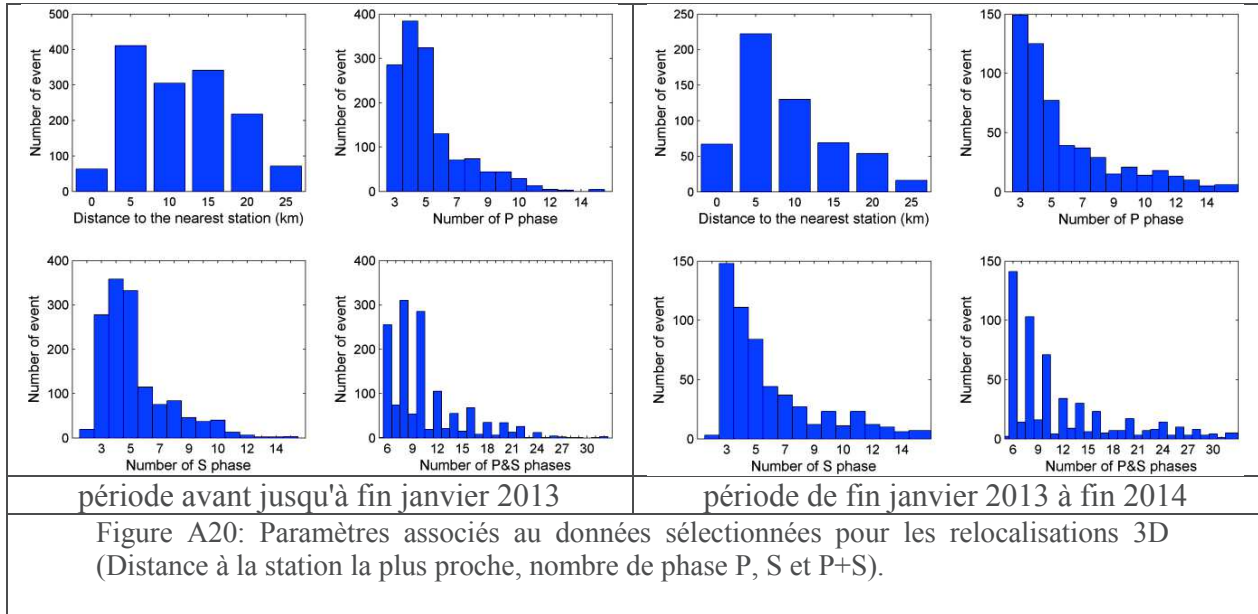 500
400
300
200
100
0
Number of event
0 5 10 15 20 25
Distance to the nearest station (km)
400
300
200
100
0
Number of event
3 5 7 9 10 12 14
Number of P phase
250
200
150
100
50
0
Number of event
0 5 10 15 20 25
Distance to the nearest station (km)
150
100
50
0
Number of event
3 5 7 9 10 12 14
Number of P phase
400
300
200
100
0
Number of event
3 5 7 9 10 12 14
Number of S phase
400
300
200
100
0
Number of event
6 9 12 15 18 21 24 27 30
Number of P&S phases
150
100
50
0
Number of event
3 5 7 9 10 12 14
Number of S phase
150
100
50
0
Number of event
6 9 12 15 18 21 24 27 30
Number of P&S phases
période avant jusqu'à fin janvier 2013
période de fin janvier 2013 à fin 2014
Figure A20: Paramètres associés au données sélectionnées pour les relocalisations 3D
(Distance à la station la plus proche, nombre de phase P, S et P+S).